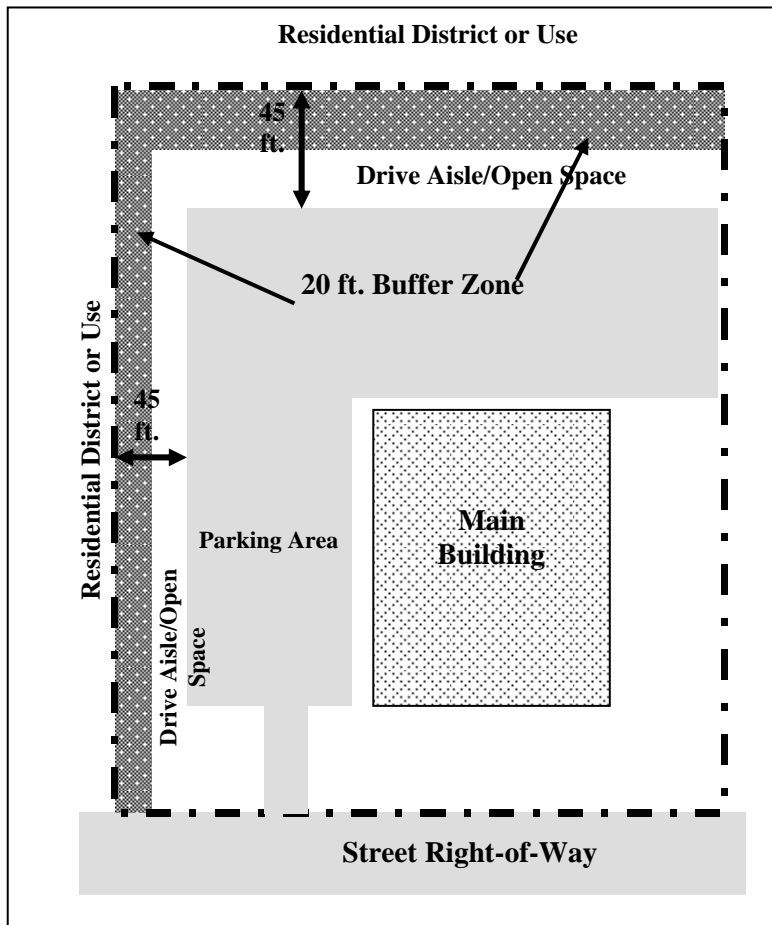 Residential District or Use
45
ft.
Drive Aisle/Open Space
20 ft. Buffer Zone
Residential District or Use
45
ft.
Parking Area
Main
Building
Drive Aisle/Open
Space
Street Right-of-Way